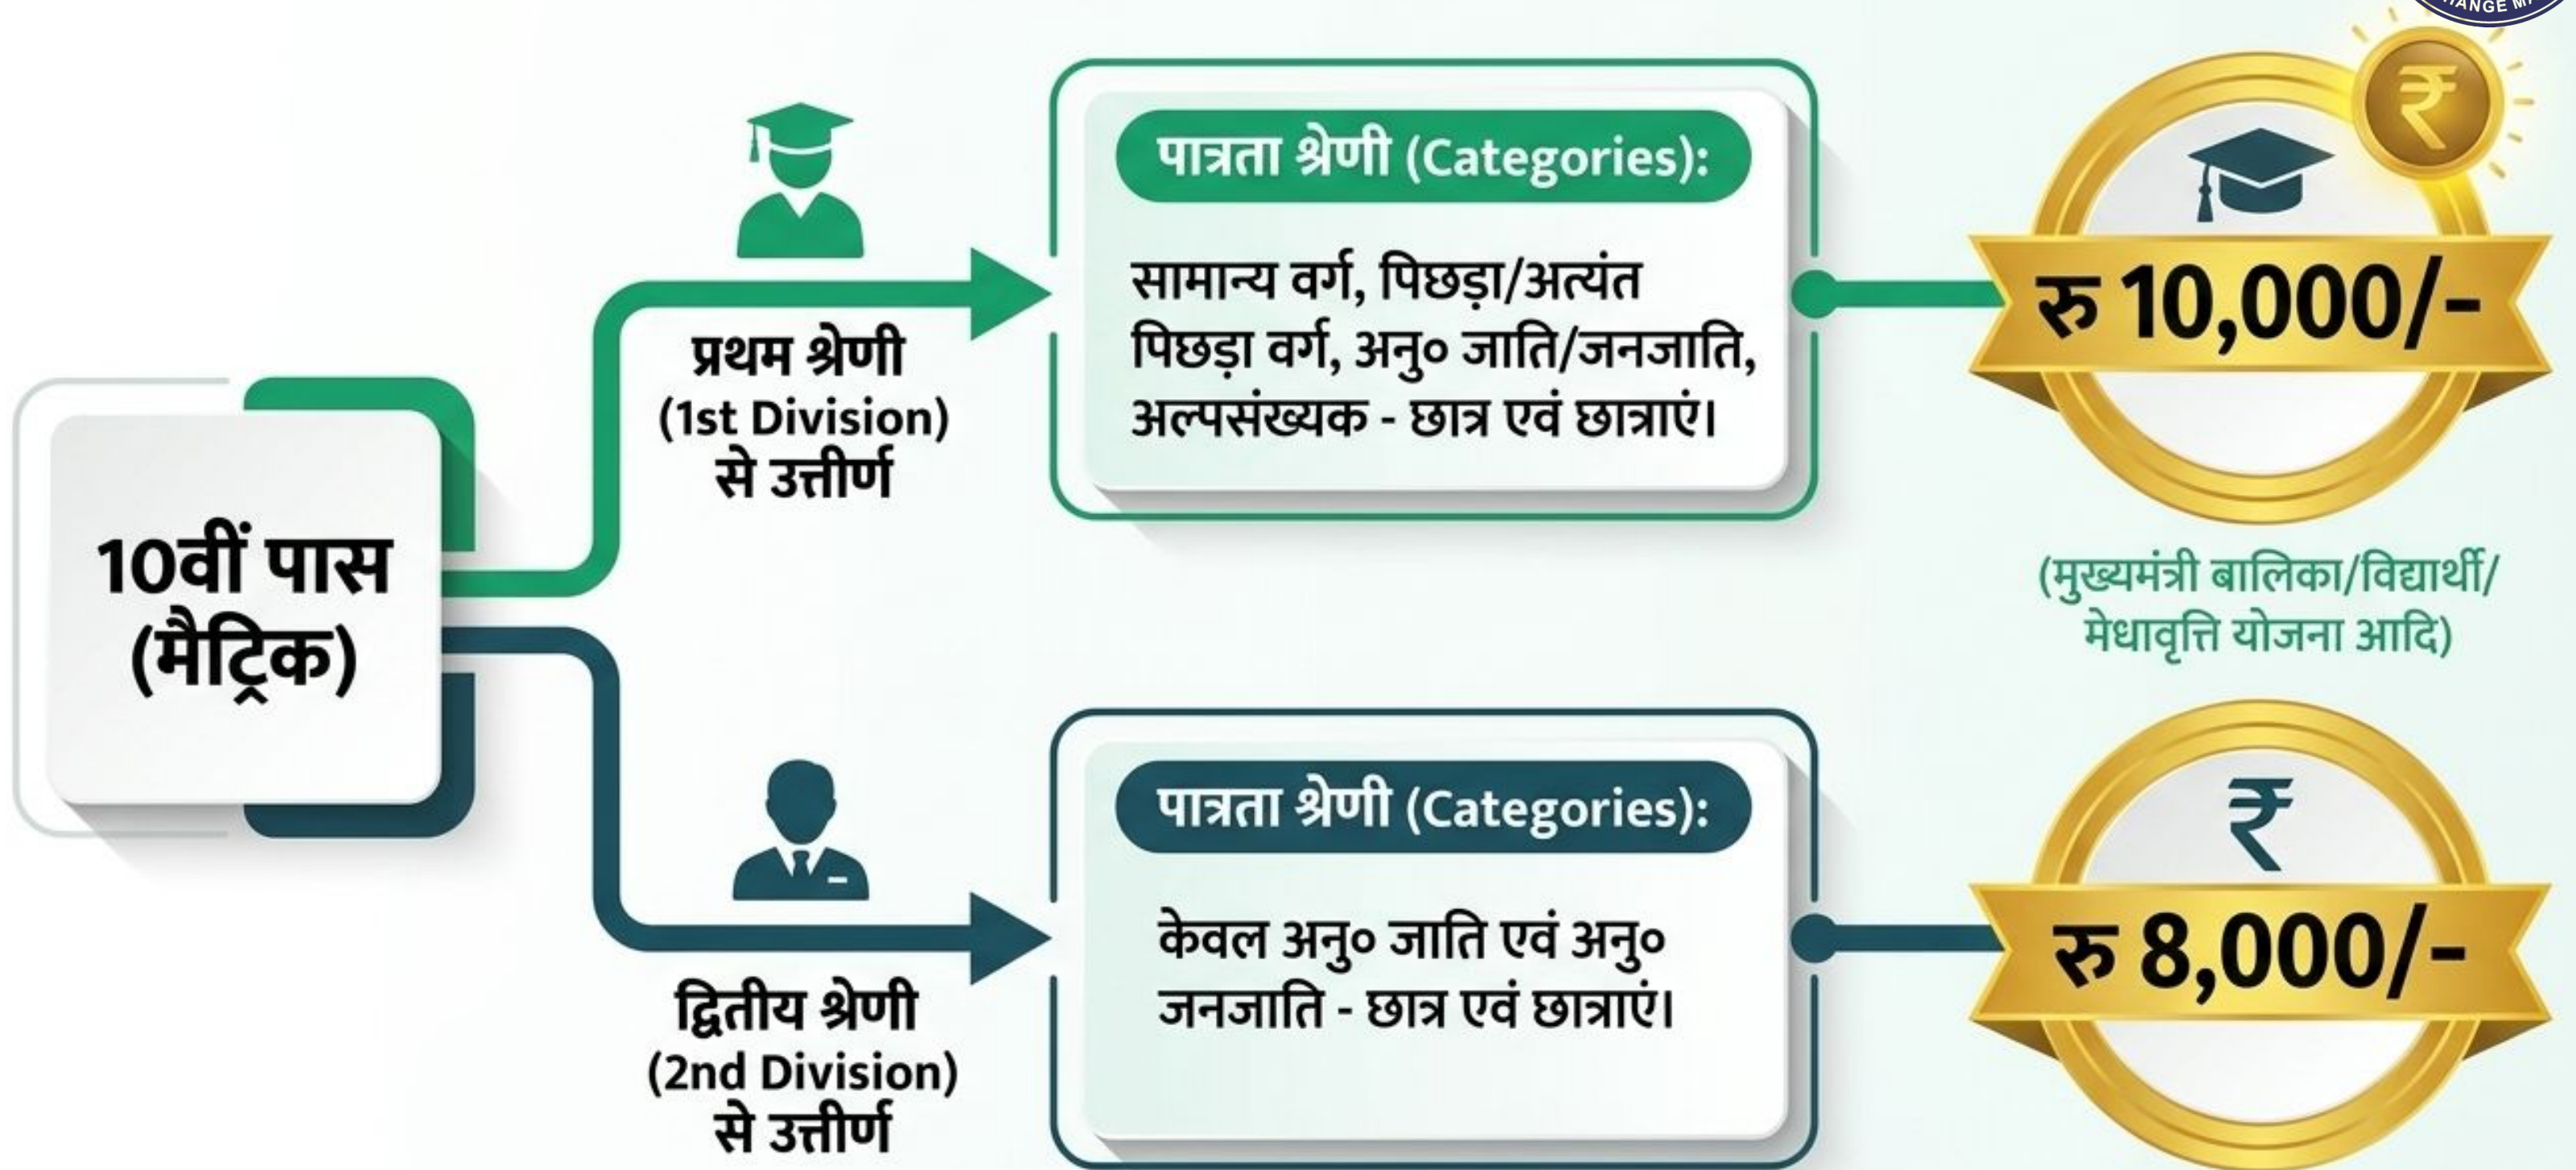 10वीं पास
(मैट्रिक)
प्रथम श्रेणी
(1st Division)
से उत्तीर्ण
पात्रता श्रेणी (Categories):
सामान्य वर्ग, पिछड़ा/अत्यंत
पिछड़ा वर्ग, अनु० जाति/जनजाति,
अल्पसंख्यक - छात्र एवं छात्राएं।
रु 10,000/-
(मुख्यमंत्री बालिका/विद्यार्थी/
मेधावृत्ति योजना आदि)
द्वितीय श्रेणी
(2nd Division)
से उत्तीर्ण
पात्रता श्रेणी (Categories):
केवल अनु० जाति एवं अनु०
जनजाति - छात्र एवं छात्राएं।
रु 8,000/-